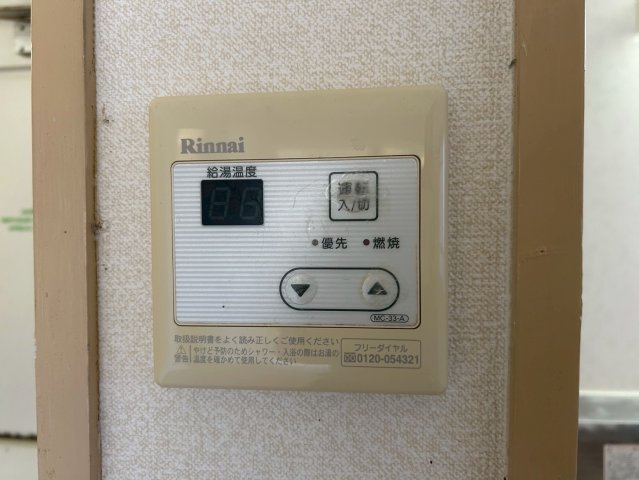 Rinnai
給湯温度
運転
入/切
優先 燃焼
MC-33-A
取扱説明書をよく読み正しくご使用ください
警告 やけど予防のためシャワー・入浴の際はお湯の
温度を確かめて使用してください
フリーダイヤル
0120-054321